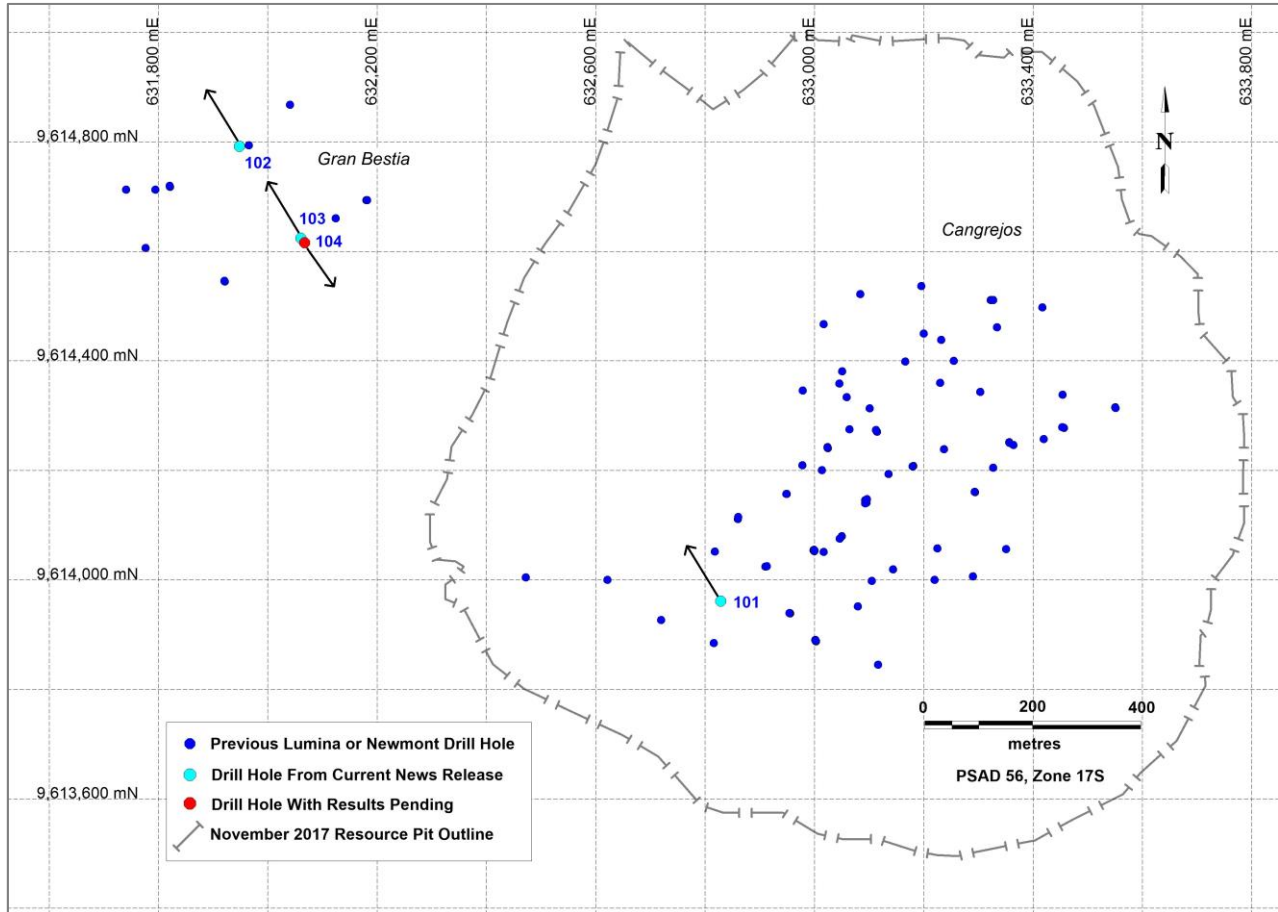 631,800 mE
632,200 mE
632,600 mE
633,000 mE
633,400 mE
633,800 mE
9,614,800 mN
102
Gran Bestia
N
103
104
Cangrejos
9,614,400 mN
9,614,000 mN
101
0 200 400
metres
PSAD 56, Zone 17S
Previous Lumina or Newmont Drill Hole
Drill Hole From Current News Release
Drill Hole With Results Pending
November 2017 Resource Pit Outline
9,613,600 mN